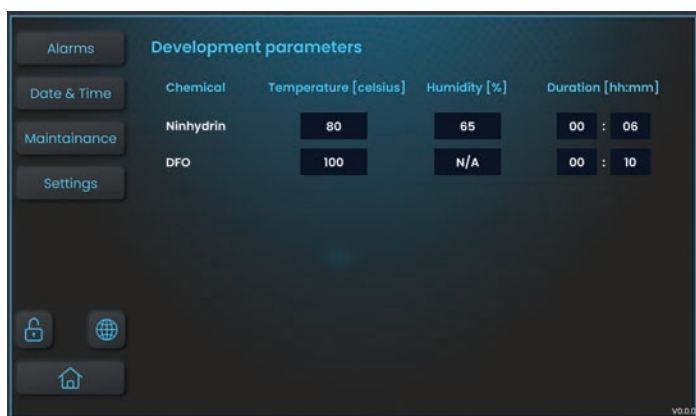 Alarms
Date & Time
Maintainance
Settings
Development parameters
Chemical Temperature [celsius] Humidity [%] Duration [hh:mm]
Ninhydrin 80 65 00 : 06
DFO 100 N/A 00 : 10
V0.0.0